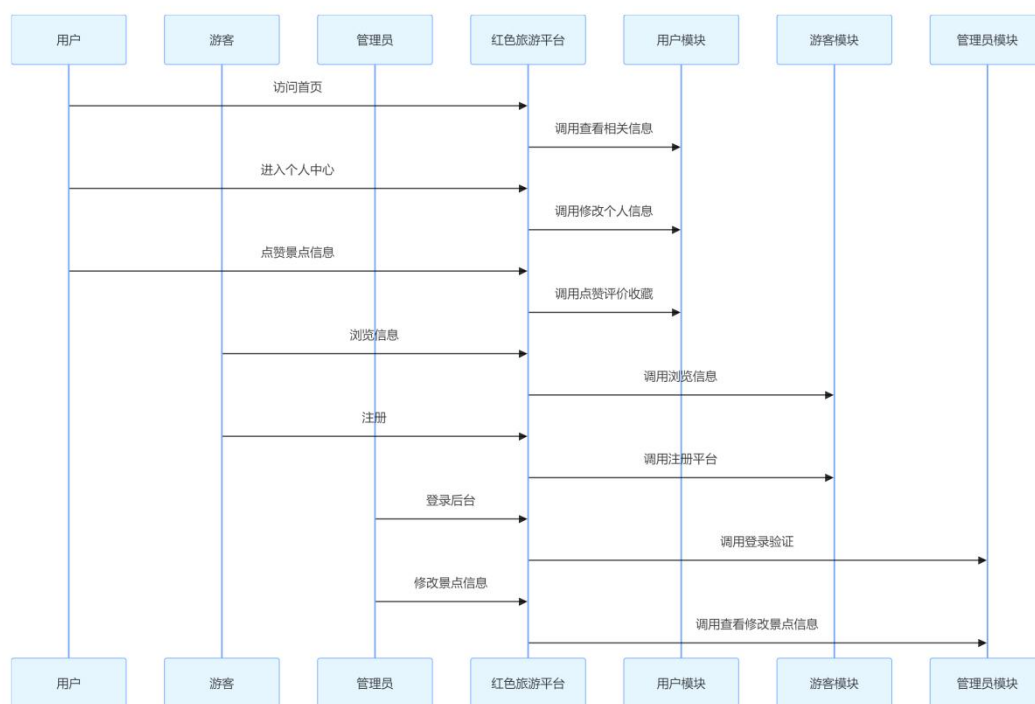 用户 游客 管理员 红色旅游平台 用户模块 游客模块 管理员模块
访问首页
调用查看相关信息
进入个人中心
调用修改个人信息
点赞景点信息
调用点赞评价收藏
浏览信息
调用浏览信息
注册
调用注册平台
登录后台
调用登录验证
修改景点信息
调用查看修改景点信息
用户 游客 管理员 红色旅游平台 用户模块 游客模块 管理员模块